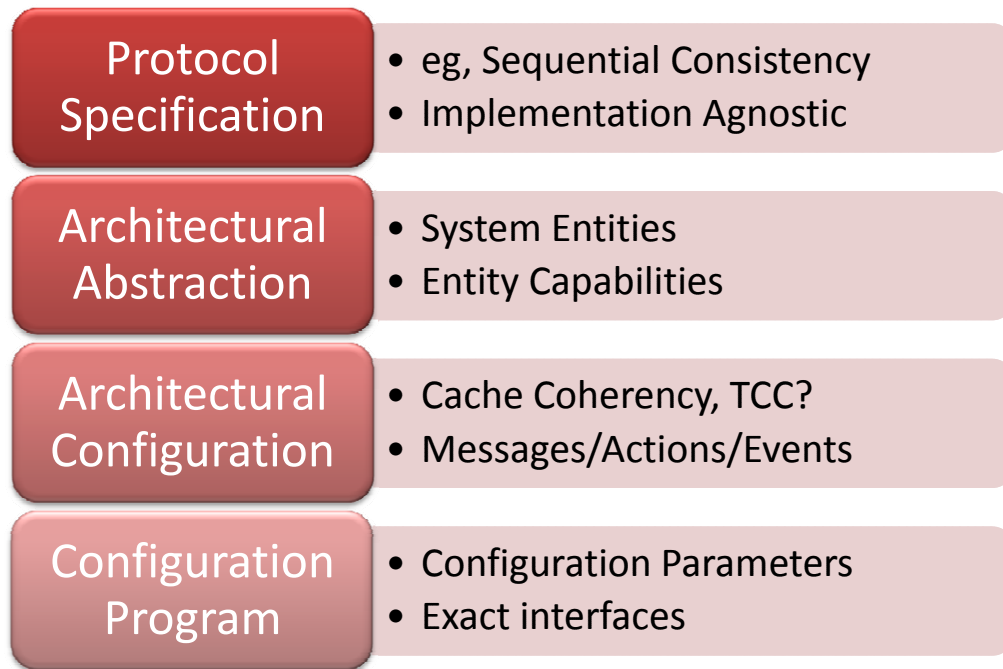 Protocol
Specification
• eg, Sequential Consistency
• Implementation Agnostic
Architectural
Abstraction
• System Entities
• Entity Capabilities
Architectural
Configuration
• Cache Coherency, TCC?
• Messages/Actions/Events
Configuration
Program
• Configuration Parameters
• Exact interfaces